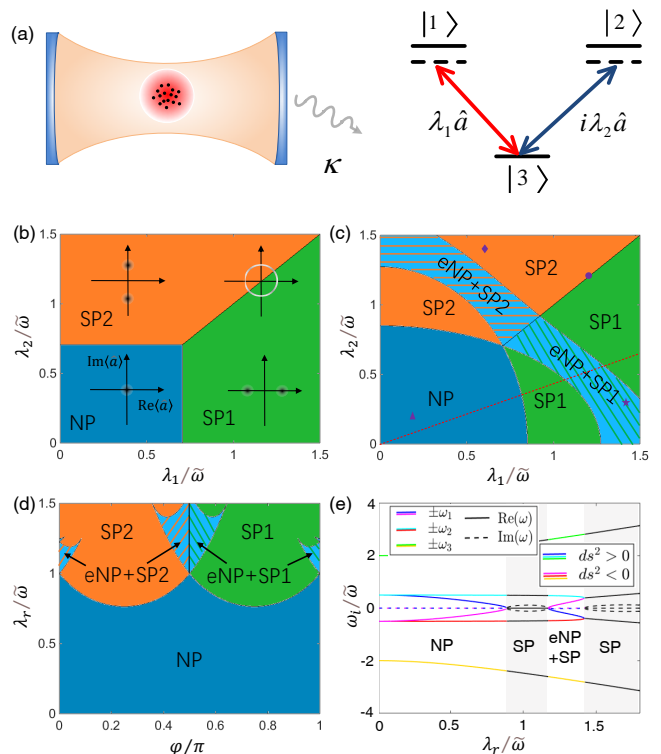 (a)
κ
|1⟩
|2⟩
λ₁â
iλ₂â
|3⟩
(b)
1.5
1
0.5
0
λ₂/ω̃
SP2
Im⟨a⟩
Re⟨a⟩
NP
SP1
0 0.5 1 1.5
λ₁/ω̃
(c)
1.5
1
0.5
0
λ₂/ω̃
SP2
eNP+SP2
SP2
SP1
eNP+SP1
NP
SP1
0 0.5 1 1.5
λ₁/ω̃
(d)
1.5
1
0.5
0
λᵣ/ω̃
SP2
SP1
eNP+SP2
eNP+SP1
NP
0 0.2 0.4 0.6 0.8 1
φ/π
(e)
4
2
0
-2
-4
ωᵢ/ω̃
±ω₁
±ω₂
±ω₃
Re(ω)
Im(ω)
ds² > 0
ds² < 0
NP
SP
eNP
+SP
SP
0 0.5 1 1.5
λᵣ/ω̃